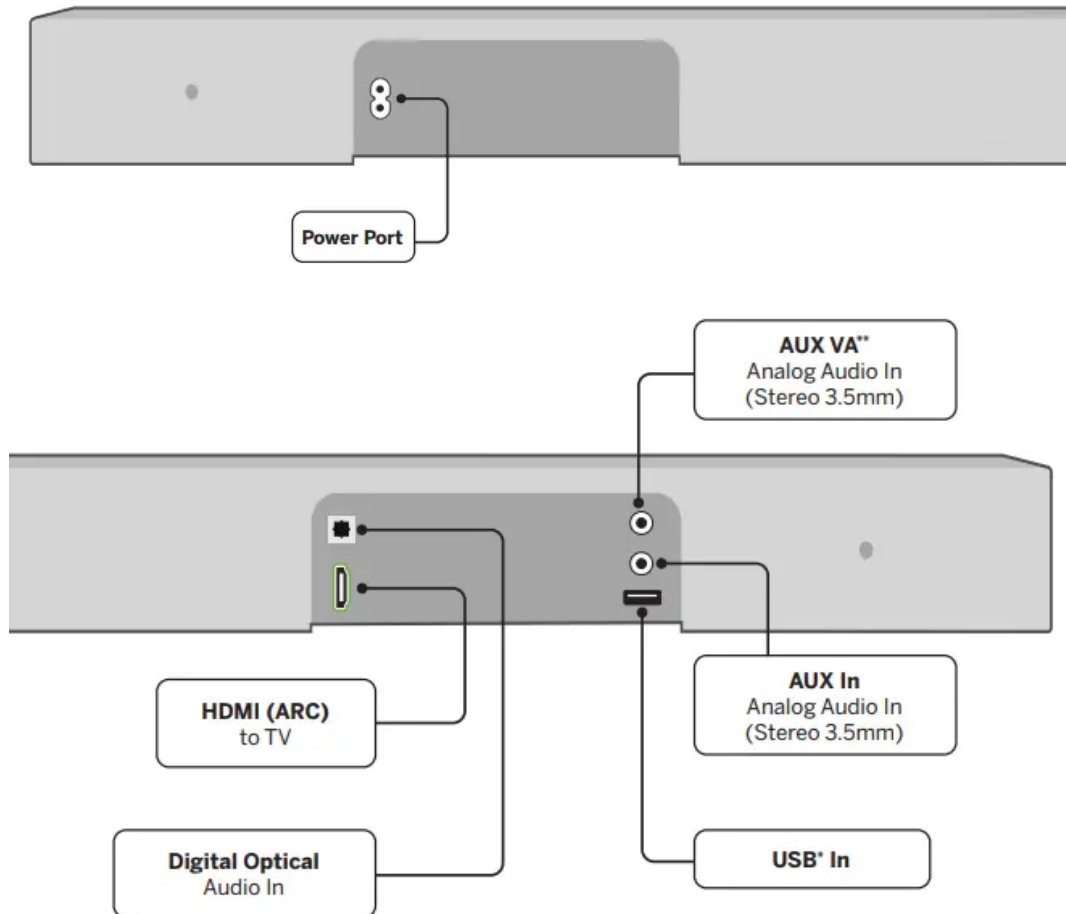 Power Port
AUX VA**
Analog Audio In
(Stereo 3.5mm)
HDMI (ARC)
to TV
AUX In
Analog Audio In
(Stereo 3.5mm)
Digital Optical
Audio In
USB* In